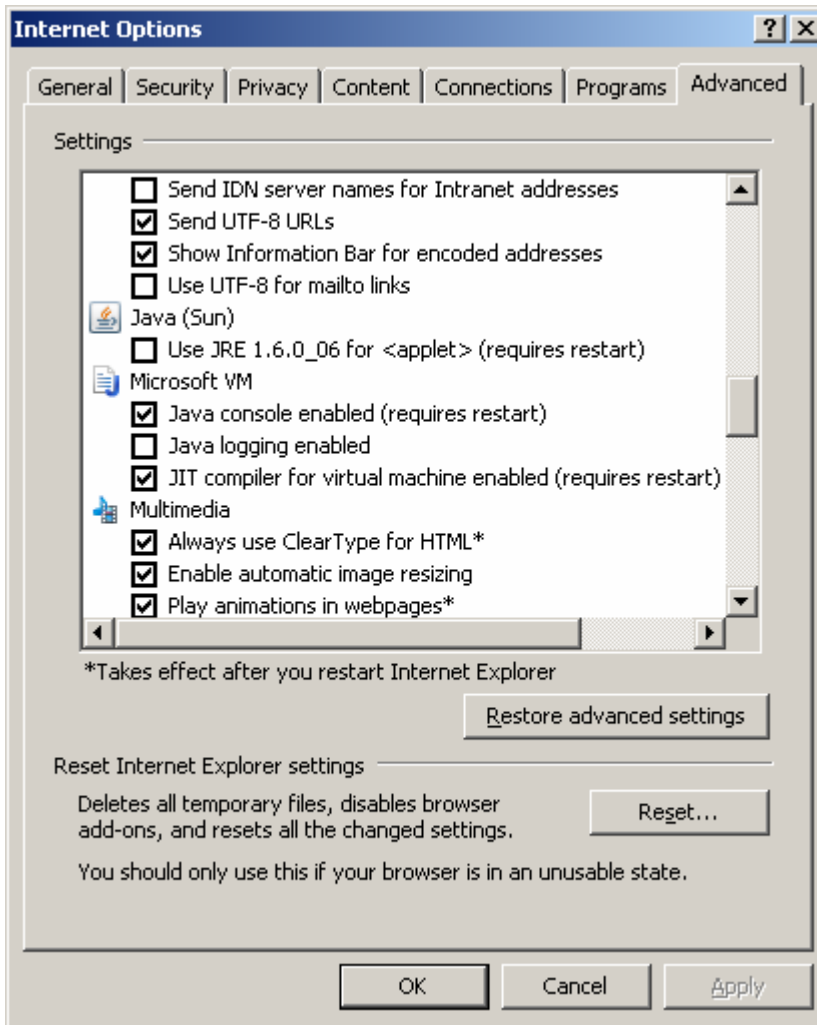 Internet Options
General Security Privacy Content Connections Programs Advanced
Settings
Send IDN server names for Intranet addresses
Send UTF-8 URLs
Show Information Bar for encoded addresses
Use UTF-8 for mailto links
Java (Sun)
Use JRE 1.6.0_06 for <applet> (requires restart)
Microsoft VM
Java console enabled (requires restart)
Java logging enabled
JIT compiler for virtual machine enabled (requires restart)
Multimedia
Always use ClearType for HTML*
Enable automatic image resizing
Play animations in webpages*
*Takes effect after you restart Internet Explorer
Restore advanced settings
Reset Internet Explorer settings
Deletes all temporary files, disables browser
add-ons, and resets all the changed settings.
Reset...
You should only use this if your browser is in an unusable state.
OK Cancel Apply